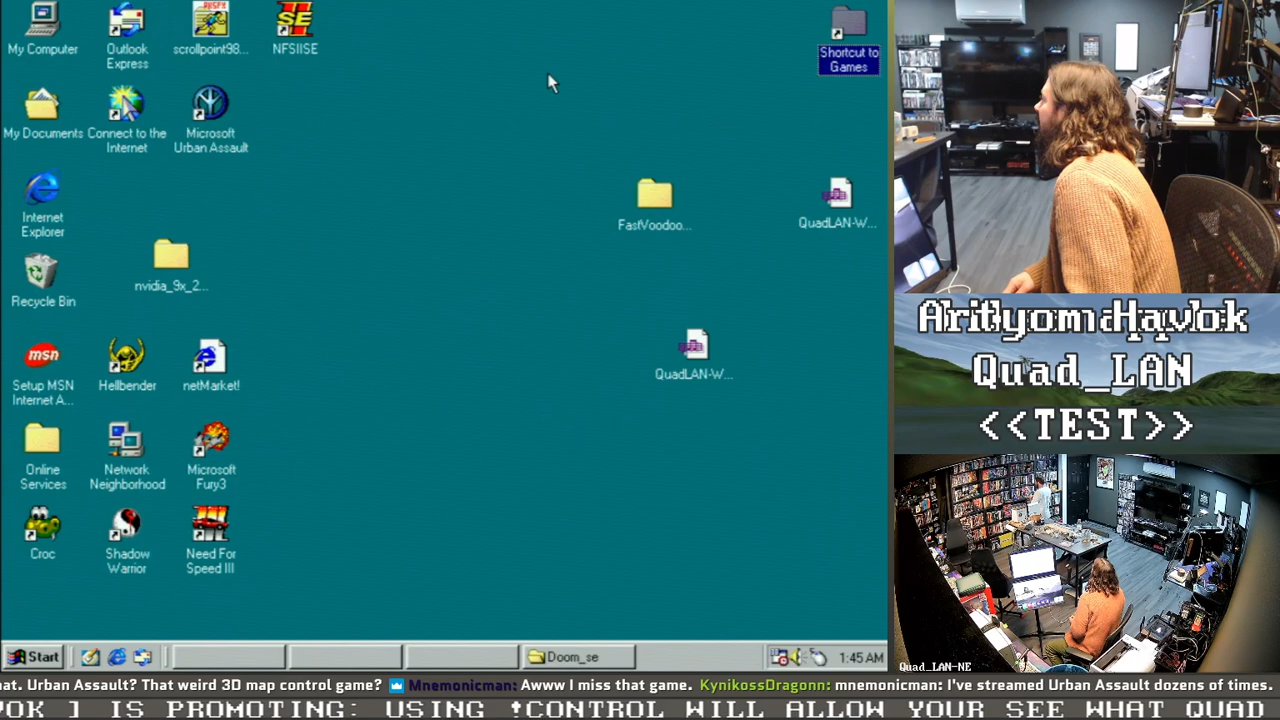 My Computer
Outlook
Express
scrollpoint98...
NFSIISE
Shortcut to
Games
My Documents
Connect to the
Internet
Microsoft
Urban Assault
Internet
Explorer
FastVoodoo...
QuadLAN-W...
nvidia_9x_2...
Recycle Bin
QuadLAN-W...
msn
Setup MSN
Internet A...
Hellbender
netMarket!
Online
Services
Network
Neighborhood
Microsoft
Fury3
Croc
Shadow
Warrior
Need For
Speed III
Start
Doom_se
1:45 AM
Quad_LAN
<<TEST>>
Quad_LAN-NE
at. Urban Assault? That weird 3D map control game? Mnemonicman: Awww I miss that game. KynikossDragonn: mnemonicman: I've streamed Urban Assault dozens of times.
VOK ] IS PROMOTING: USING !CONTROL WILL ALLOW YOUR SEE WHAT QUAD